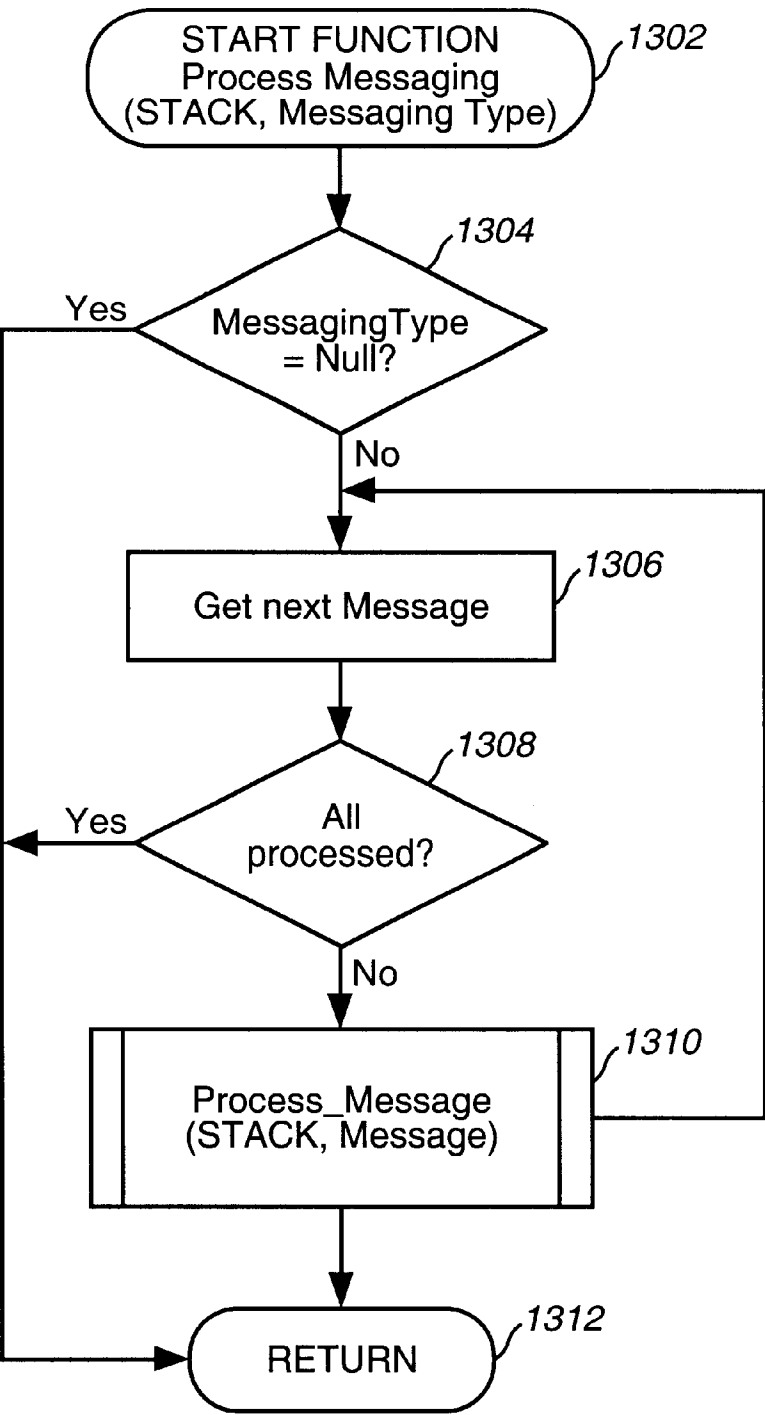 START FUNCTION
Process Messaging
(STACK, Messaging Type)
1302
1304
Yes
MessagingType
= Null?
No
1306
Get next Message
1308
Yes
All
processed?
No
1310
Process_Message
(STACK, Message)
1312
RETURN